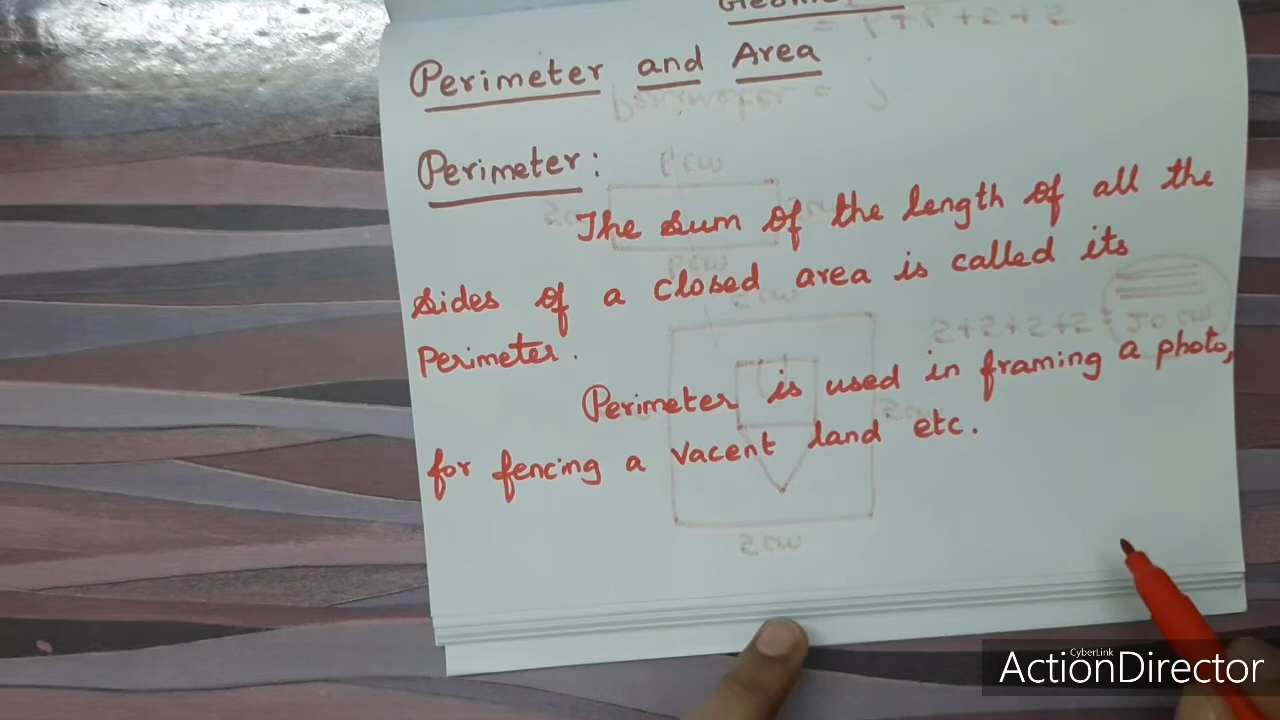 Perimeter and Area
Perimeter:
The sum of the length of all the
sides of a closed area is called its
Perimeter.
Perimeter is used in framing a photo,
for fencing a vacent land etc.
CyberLink
ActionDirector